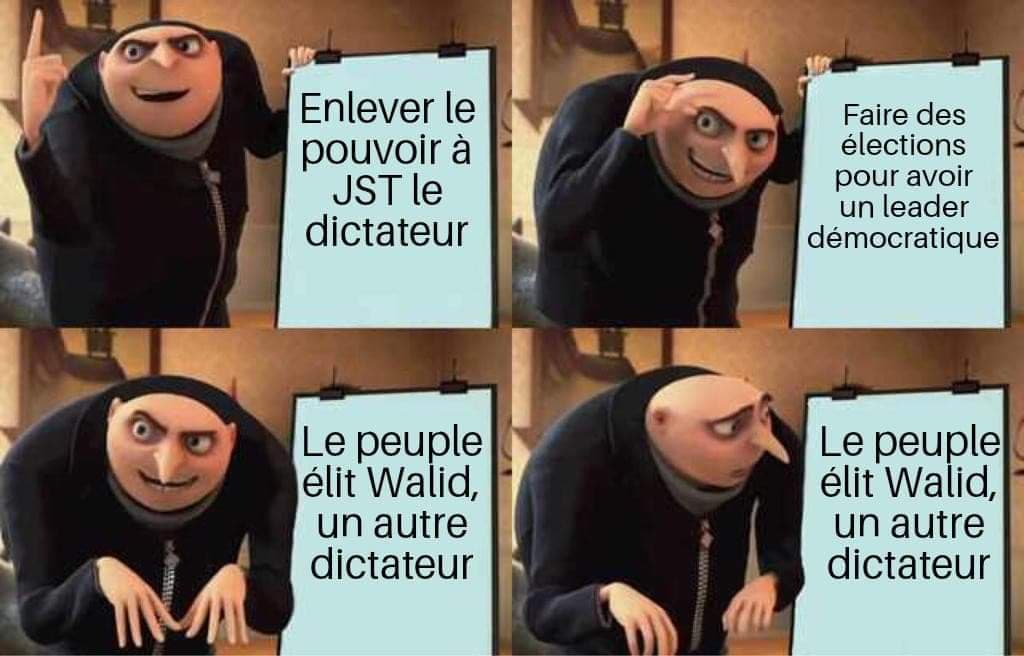 Enlever le
pouvoir à
JST le
dictateur
Faire des
élections
pour avoir
un leader
démocratique
Le peuple
élit Walid,
un autre
dictateur
Le peuple
élit Walid,
un autre
dictateur